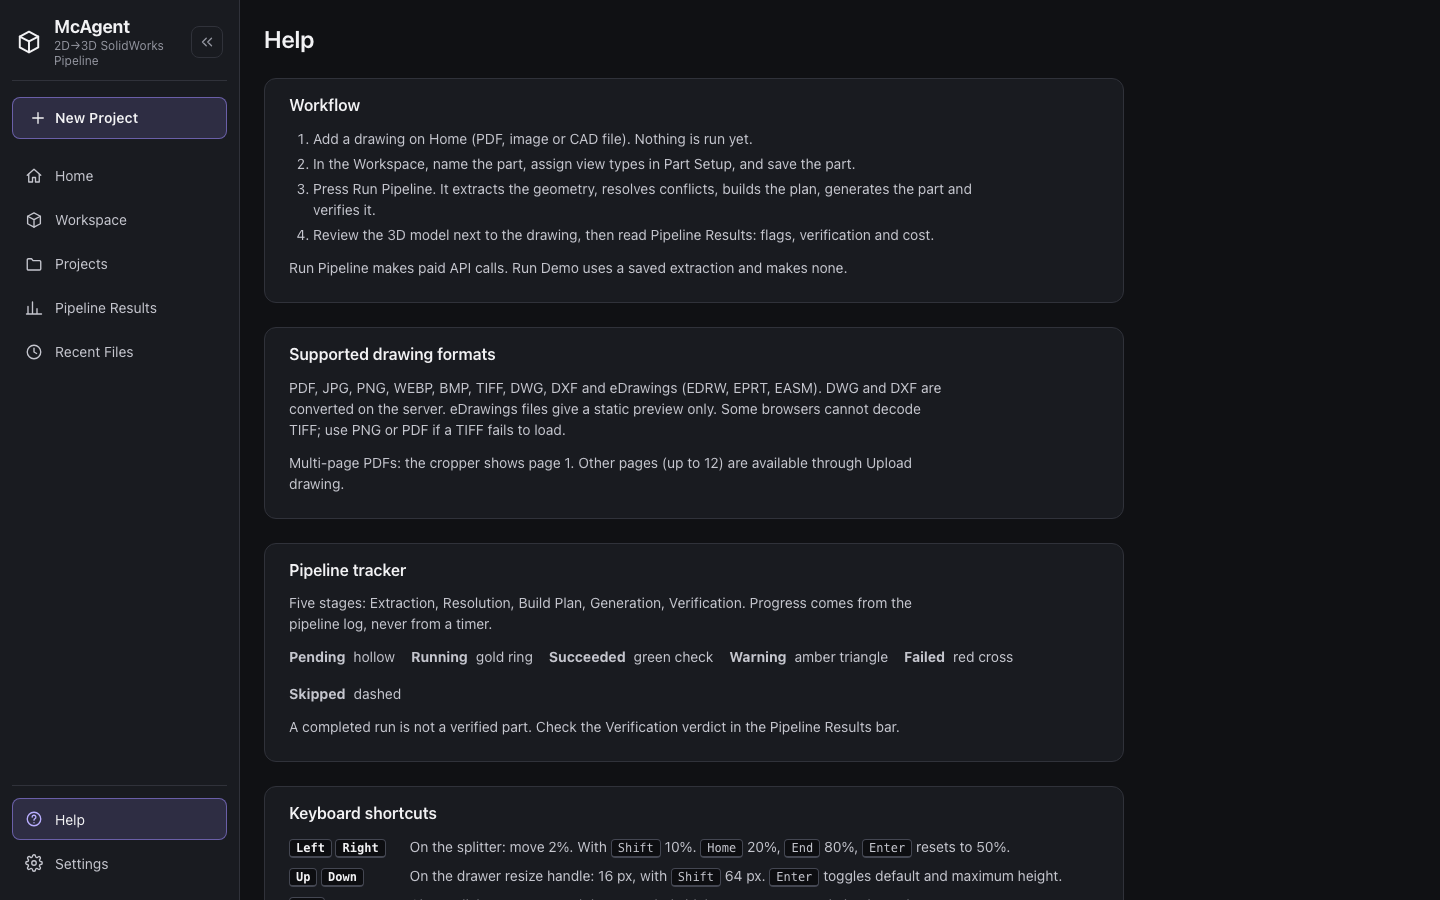 McAgent
2D→3D SolidWorks
Pipeline
New Project
Home
Workspace
Projects
Pipeline Results
Recent Files
Help
Settings
Help
Workflow
1. Add a drawing on Home (PDF, image or CAD file). Nothing is run yet.
2. In the Workspace, name the part, assign view types in Part Setup, and save the part.
3. Press Run Pipeline. It extracts the geometry, resolves conflicts, builds the plan, generates the part and
verifies it.
4. Review the 3D model next to the drawing, then read Pipeline Results: flags, verification and cost.
Run Pipeline makes paid API calls. Run Demo uses a saved extraction and makes none.
Supported drawing formats
PDF, JPG, PNG, WEBP, BMP, TIFF, DWG, DXF and eDrawings (EDRW, EPRT, EASM). DWG and DXF are
converted on the server. eDrawings files give a static preview only. Some browsers cannot decode
TIFF; use PNG or PDF if a TIFF fails to load.
Multi-page PDFs: the cropper shows page 1. Other pages (up to 12) are available through Upload
drawing.
Pipeline tracker
Five stages: Extraction, Resolution, Build Plan, Generation, Verification. Progress comes from the
pipeline log, never from a timer.
Pending hollow Running gold ring Succeeded green check Warning amber triangle Failed red cross
Skipped dashed
A completed run is not a verified part. Check the Verification verdict in the Pipeline Results bar.
Keyboard shortcuts
Left Right On the splitter: move 2%. With Shift 10%. Home 20%, End 80%, Enter resets to 50%.
Up Down On the drawer resize handle: 16 px, with Shift 64 px. Enter toggles default and maximum height.